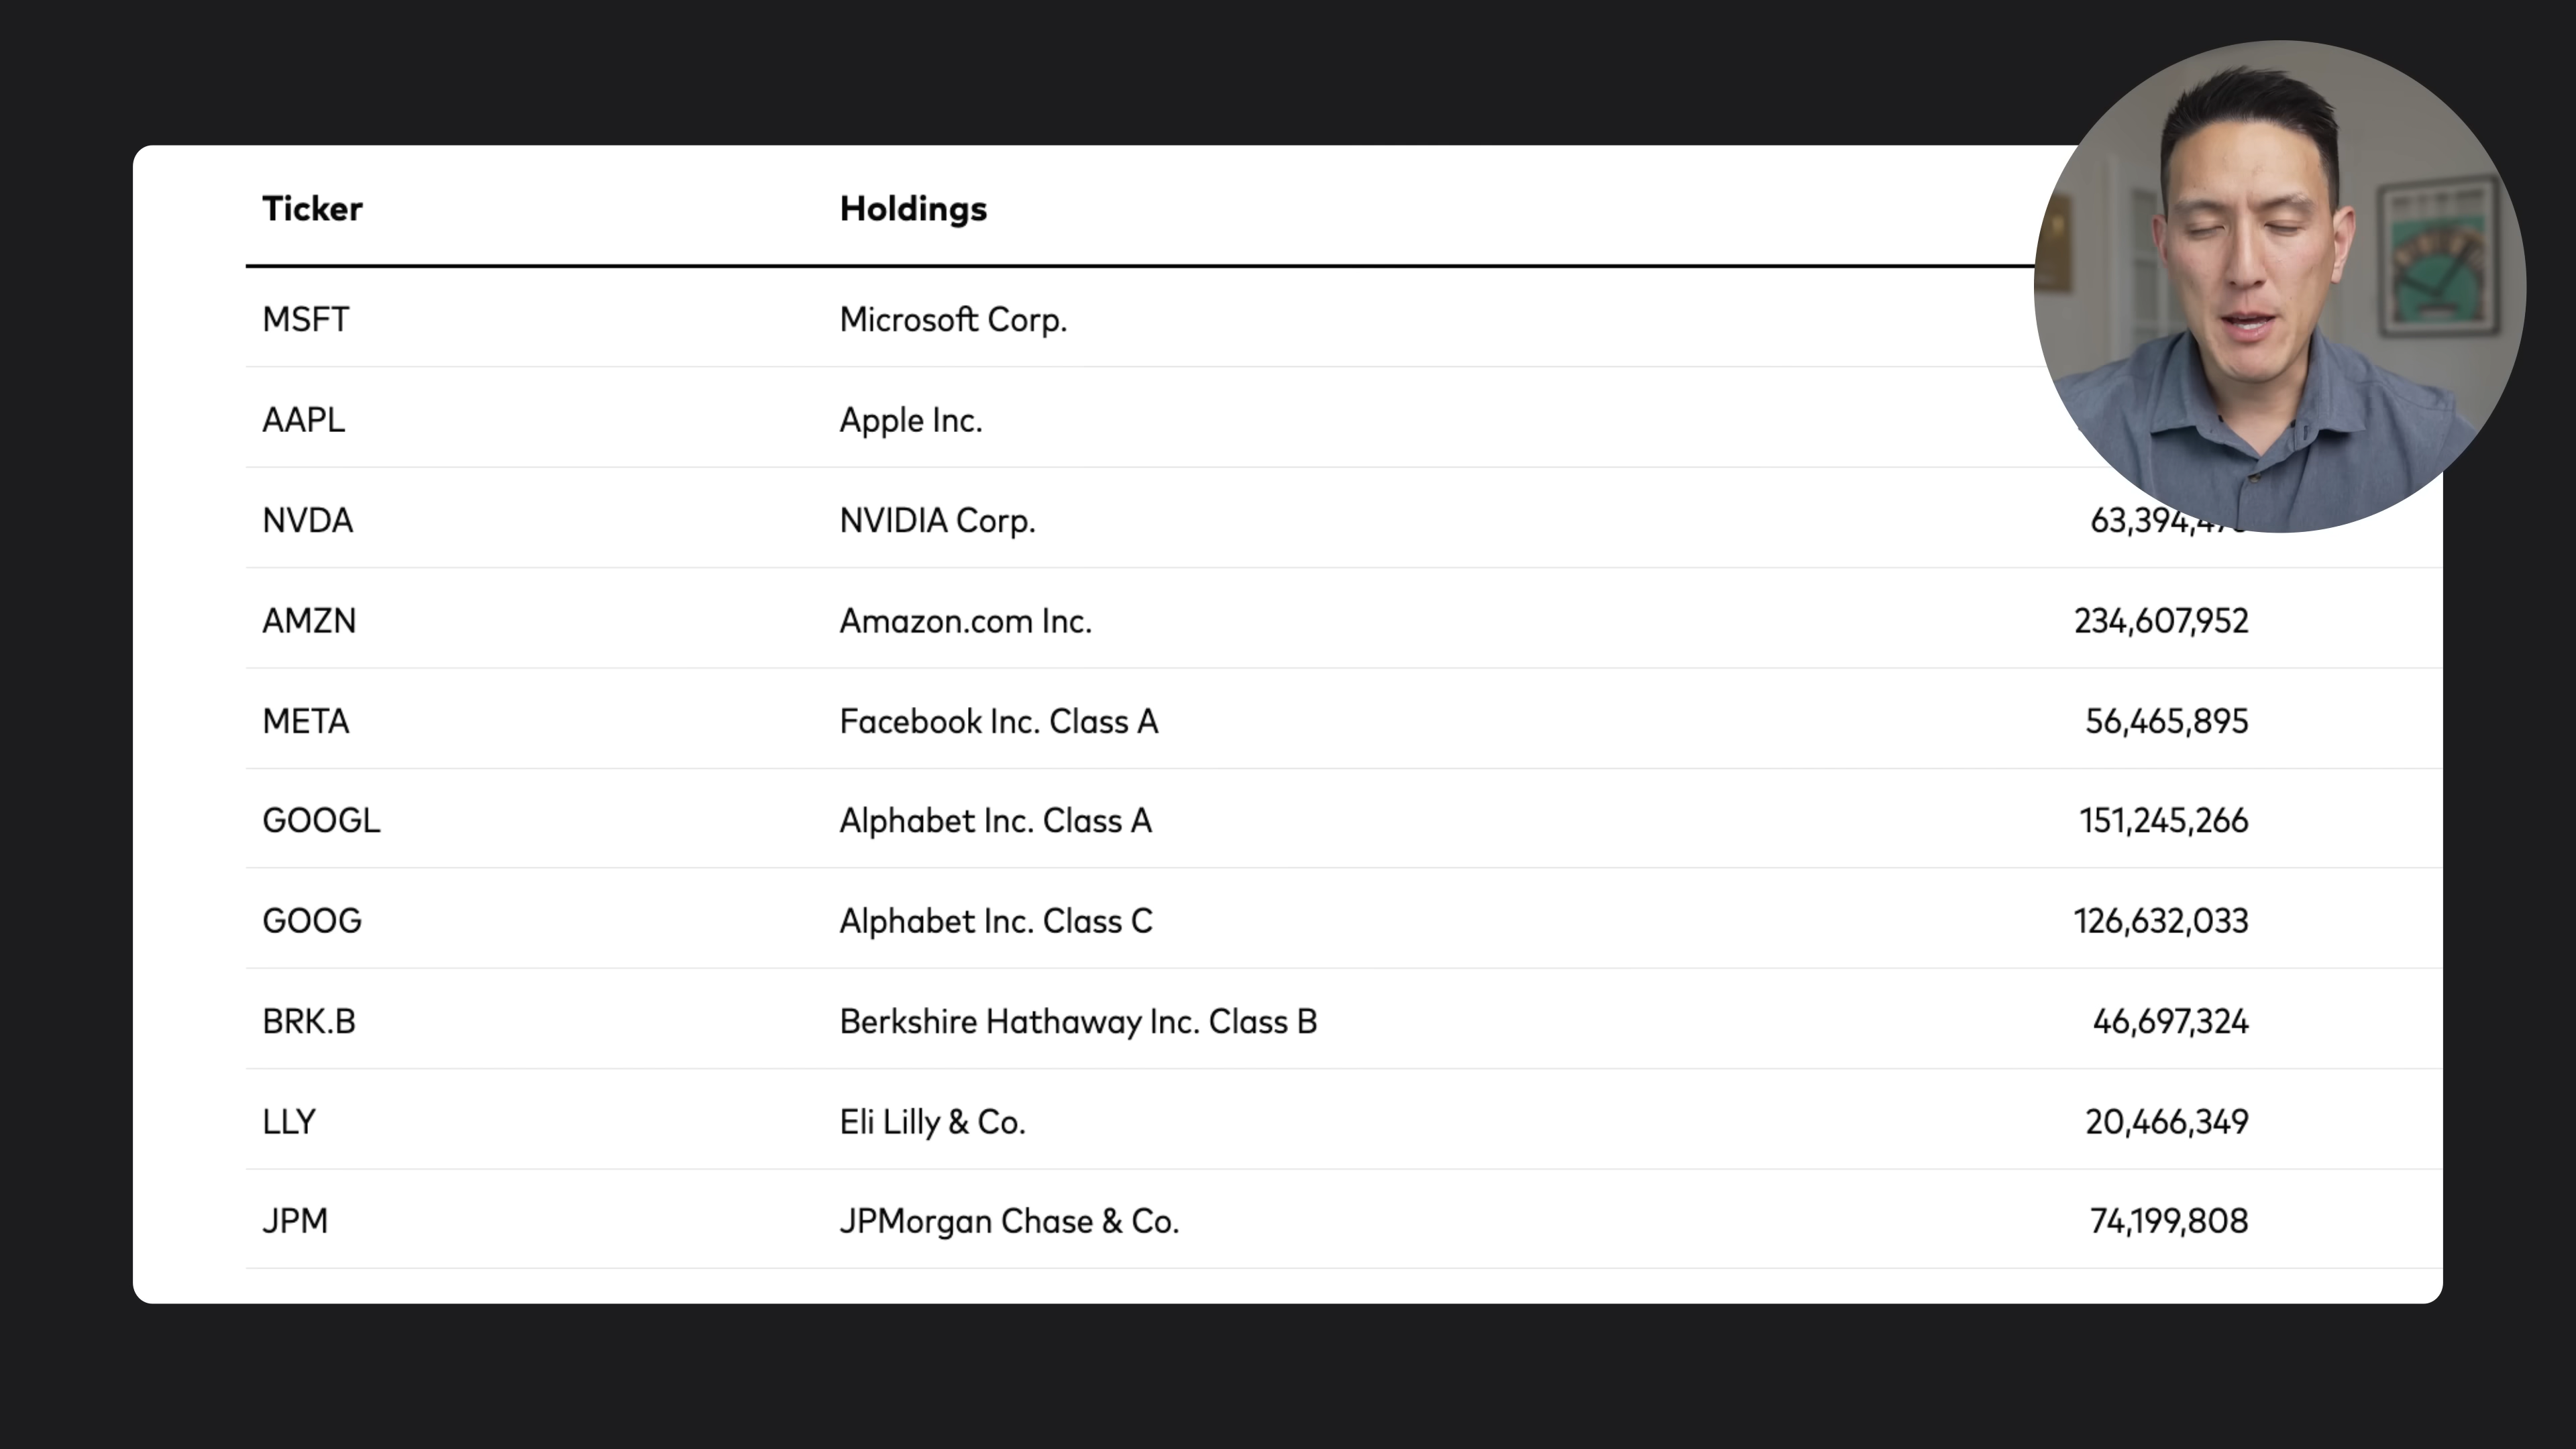 Ticker Holdings
MSFT Microsoft Corp.
AAPL Apple Inc.
NVDA NVIDIA Corp.
AMZN Amazon.com Inc. 234,607,952
META Facebook Inc. Class A 56,465,895
GOOGL Alphabet Inc. Class A 151,245,266
GOOG Alphabet Inc. Class C 126,632,033
BRK.B Berkshire Hathaway Inc. Class B 46,697,324
LLY Eli Lilly & Co. 20,466,349
JPM JPMorgan Chase & Co. 74,199,808